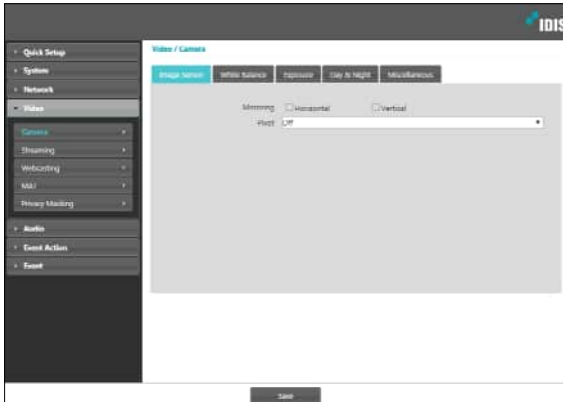 IDIS
Quick Setup
System
Network
Video
Camera
Streaming
Webcasting
MAT
Privacy Masking
Audio
Event Action
Event
Video / Camera
Image Sensor White Balance Exposure Day & Night Miscellaneous
Mirroring Horizontal Vertical
Pivot Off
Save